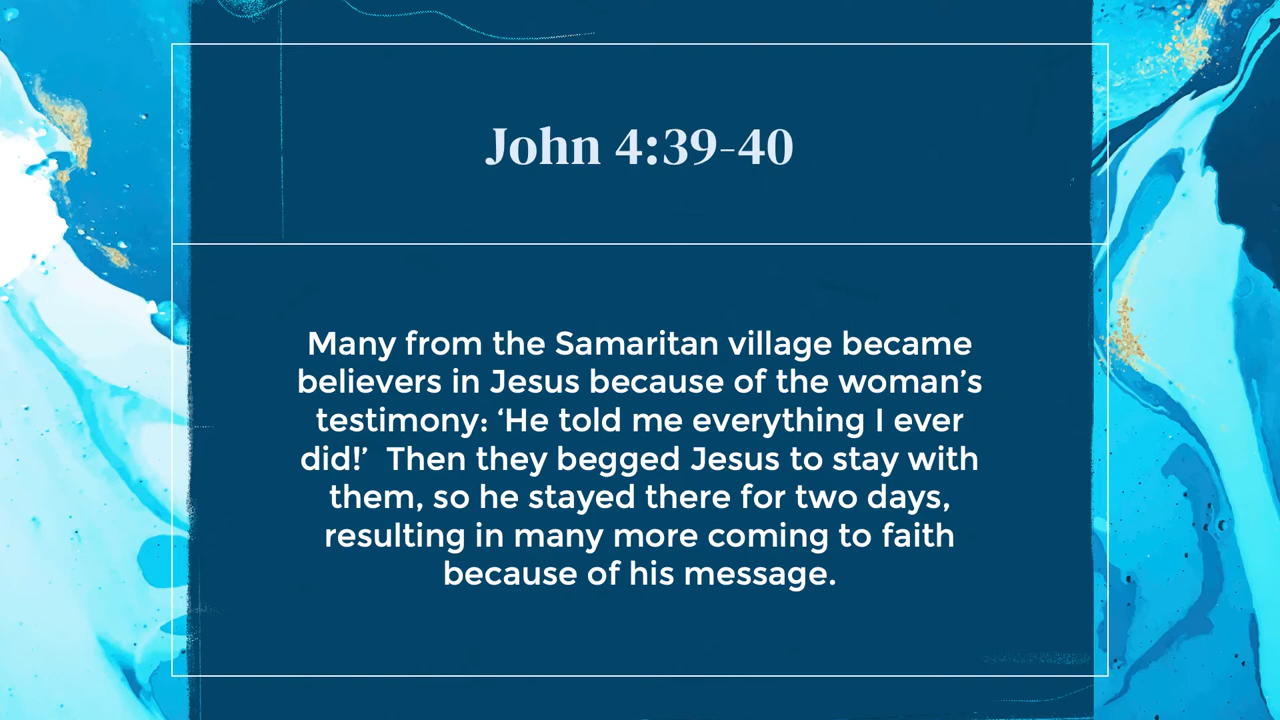 John 4:39-40
Many from the Samaritan village became
believers in Jesus because of the woman’s
testimony: ‘He told me everything I ever
did!’  Then they begged Jesus to stay with
them, so he stayed there for two days,
resulting in many more coming to faith
because of his message.